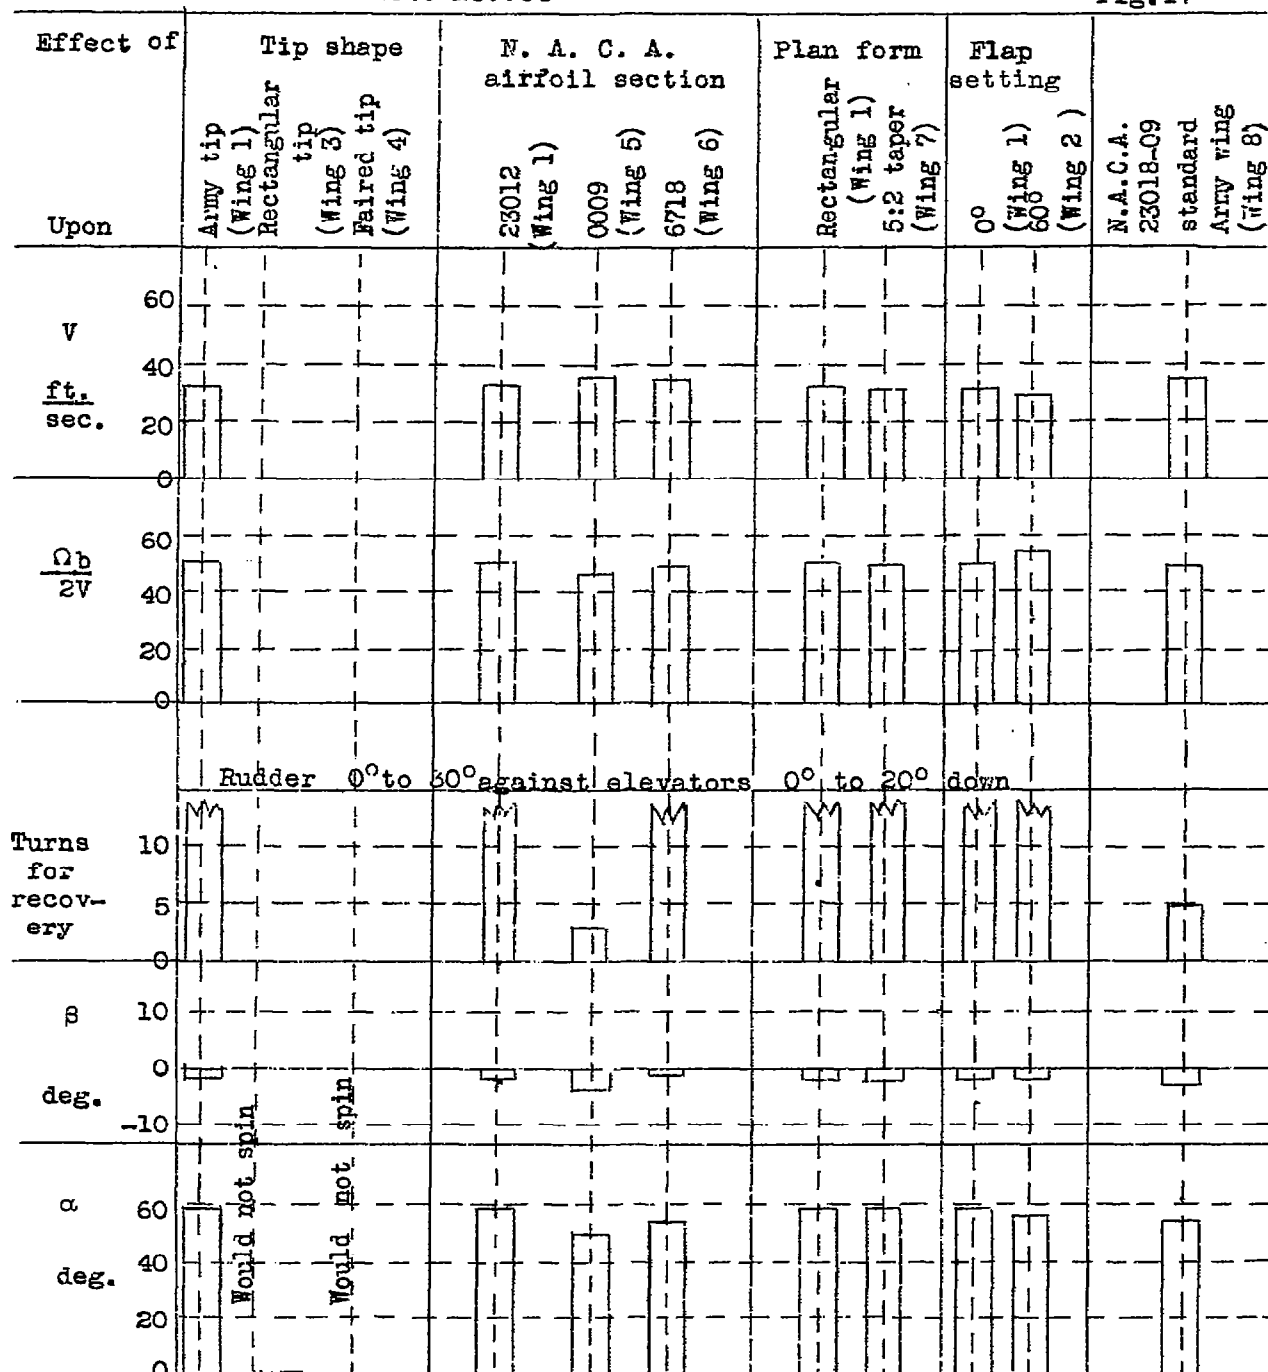 Effect of
Tip shape
N. A. C. A.
airfoil section
Plan form
Flap
setting
Upon
Army tip
(Wing 1)
Rectangular
tip
(Wing 3)
Faired tip
(Wing 4)
23012
(Wing 1)
0009
(Wing 5)
6718
(Wing 6)
Rectangular
(Wing 1)
5:2 taper
(Wing 7)
0°
(Wing 1)
60°
(Wing 2 )
N.A.C.A.
23018-09
standard
Army wing
(Wing 8)
V
ft.
sec.
60
40
20
0
Ωb
2V
60
40
20
0
Rudder 0° to 30° against elevators 0° to 20° down
Turns
for
recov-
ery
10
5
0
β
deg.
10
0
-10
α
deg.
60
40
20
0
Would not spin
Would not spin